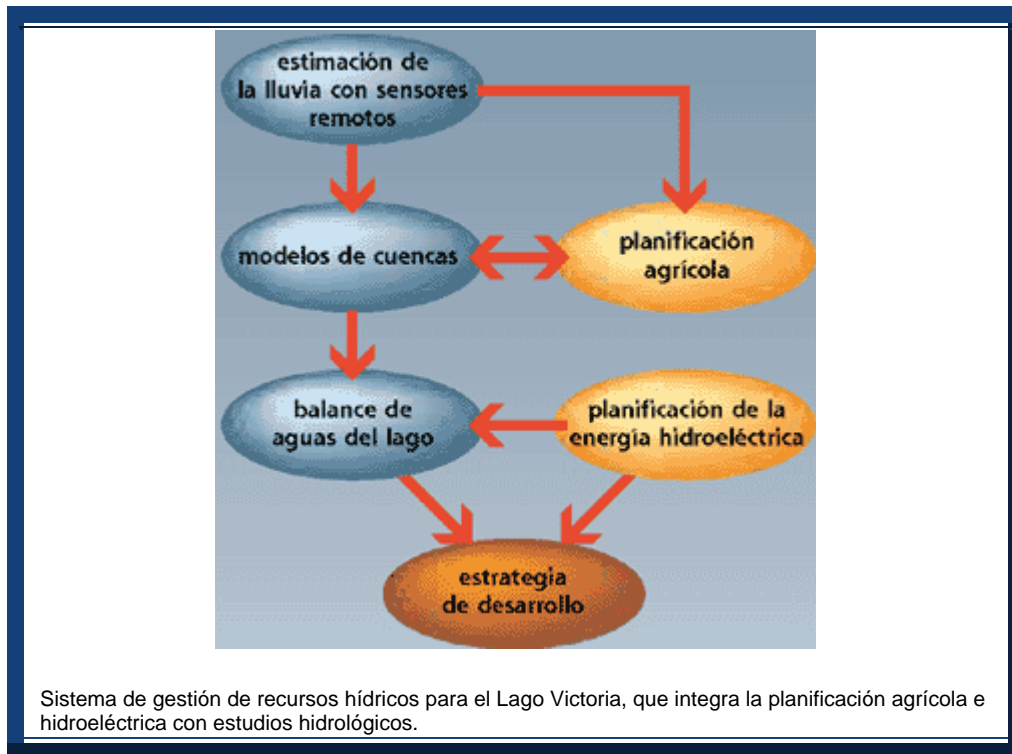 estimación de
la lluvia con sensores
remotos
modelos de cuencas
planificación
agrícola
balance de
aguas del lago
planificación de la
energía hidroeléctrica
estrategia
de desarrollo
Sistema de gestión de recursos hídricos para el Lago Victoria, que integra la planificación agrícola e
hidroeléctrica con estudios hidrológicos.